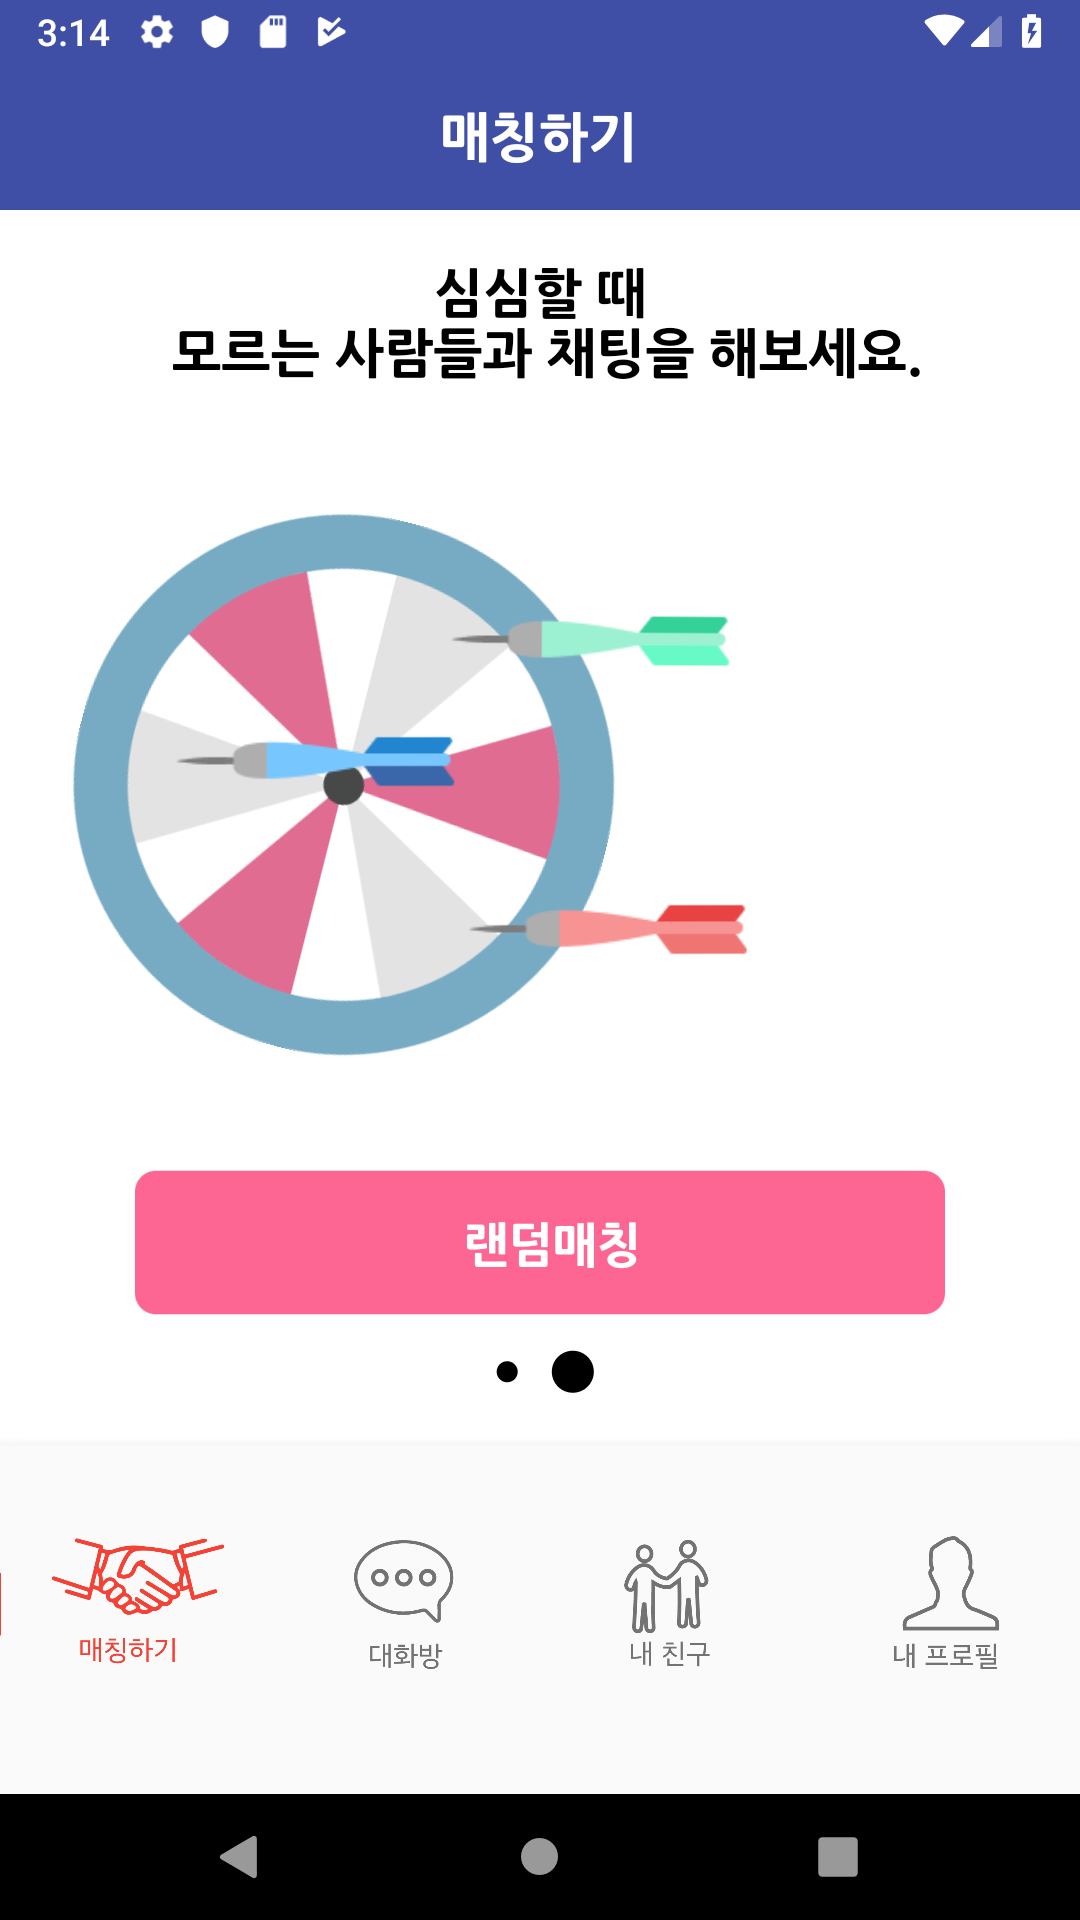 3:14
매칭하기
심심할 때
모르는 사람들과 채팅을 해보세요.
랜덤매칭
매칭하기
대화방
내 친구
내 프로필